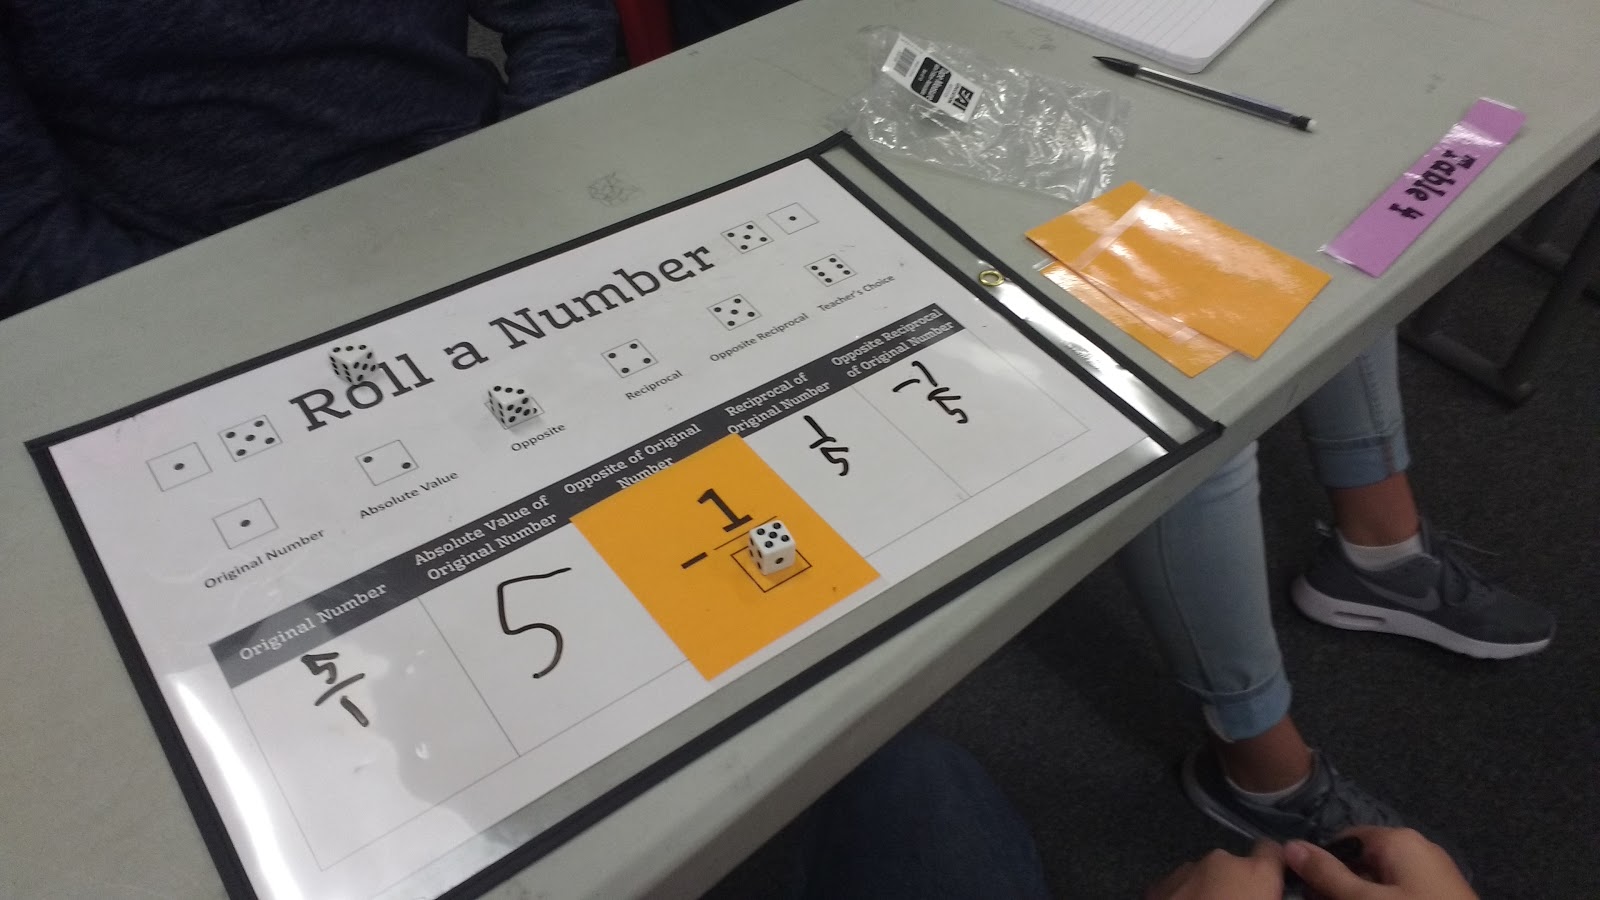 Roll a Number
Original Number
Absolute Value
Opposite
Reciprocal
Opposite Reciprocal
Teacher's Choice
Original Number
Absolute Value of
Original Number
Opposite of Original
Number
Reciprocal of
Original Number
Opposite Reciprocal
of Original Number
5
1
5
- 1
1
5
-1
5
EAI
Table 4